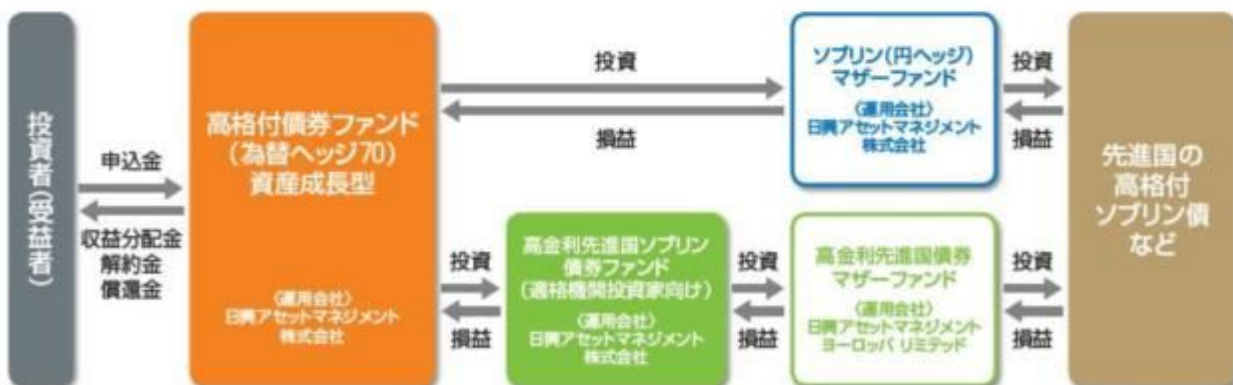 投資者(受益者)
申込金
収益分配金
解約金
償還金
高格付債券ファンド
(為替ヘッジ70)
資産成長型
〈運用会社〉
日興アセットマネジメント
株式会社
投資
損益
ソブリン(円ヘッジ)
マザーファンド
〈運用会社〉
日興アセットマネジメント
株式会社
投資
損益
投資
損益
高金利先進国ソブリン
債券ファンド
(適格機関投資家向け)
〈運用会社〉
日興アセットマネジメント
株式会社
投資
損益
高金利先進国債券
マザーファンド
〈運用会社〉
日興アセットマネジメント
ヨーロッパ リミテッド
投資
損益
先進国の
高格付
ソブリン債
など